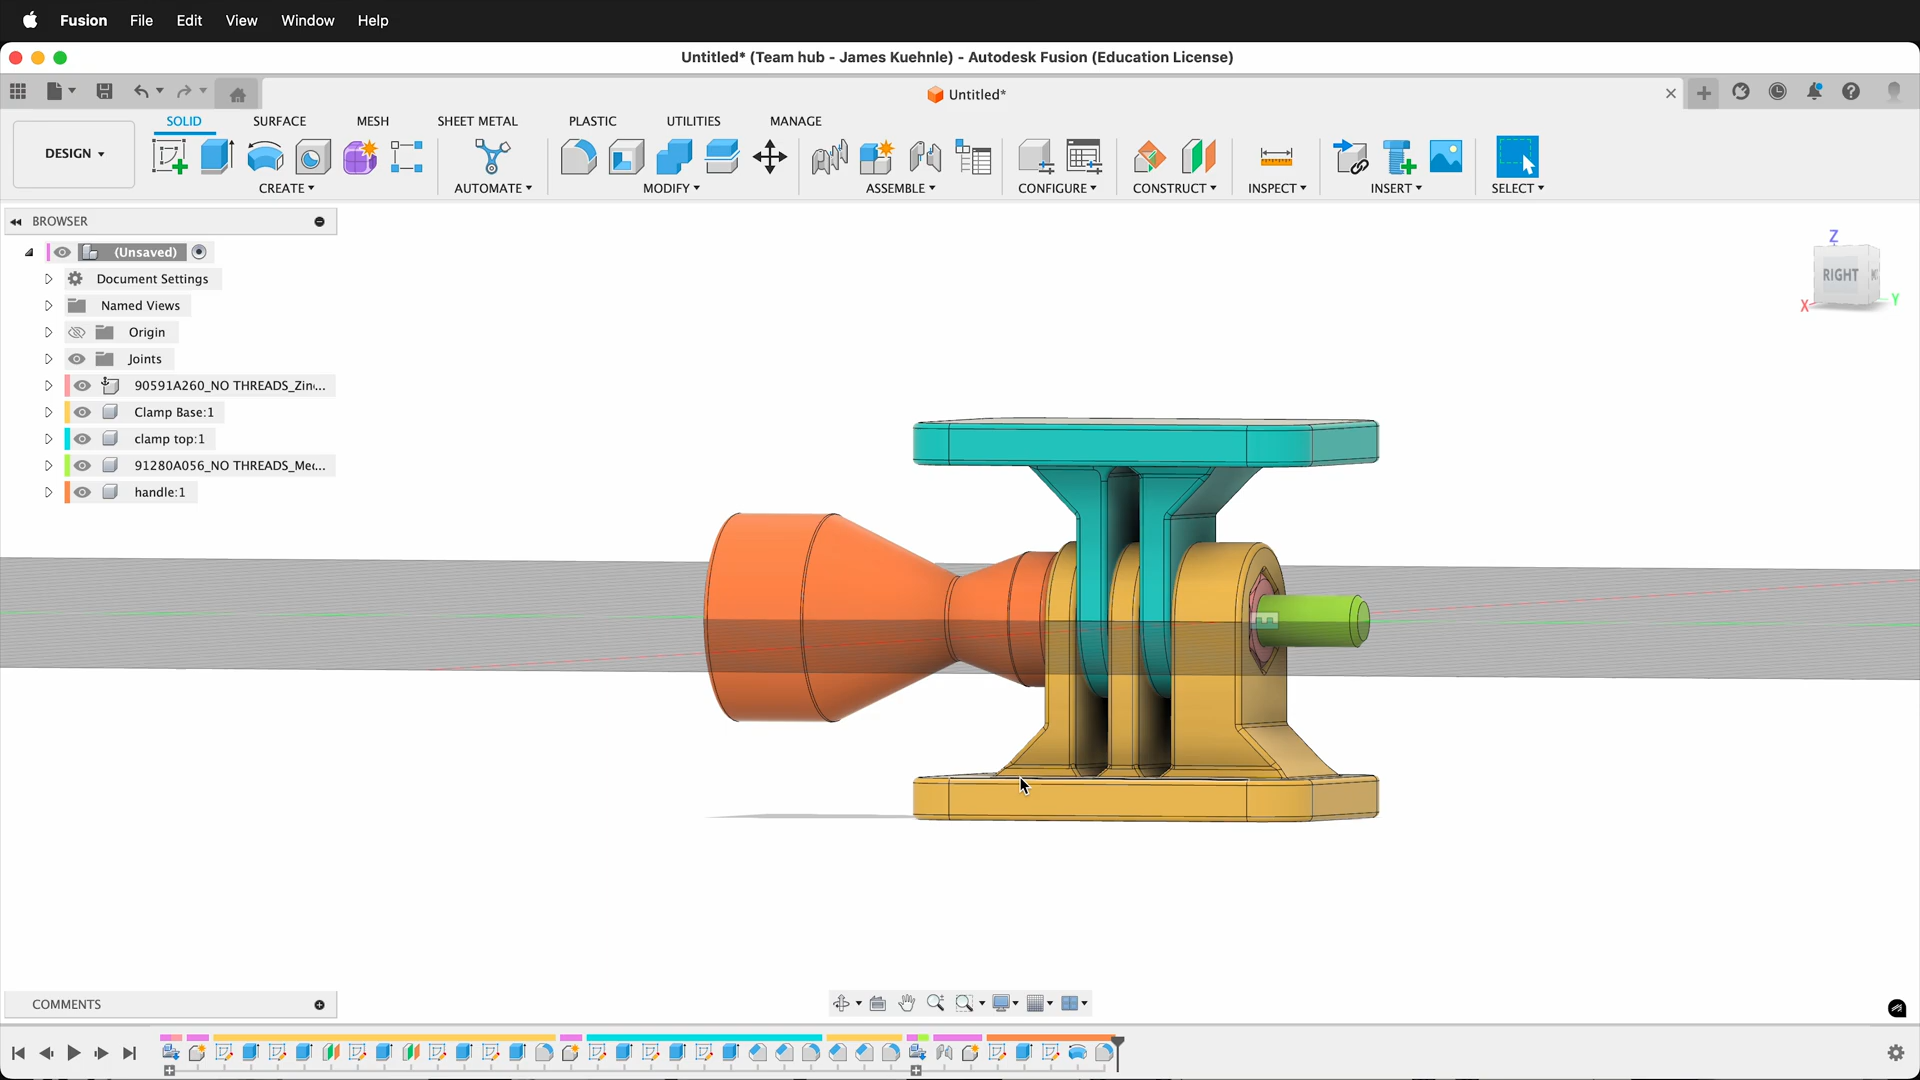 Fusion File Edit View Window Help
Untitled* (Team hub - James Kuehnle) - Autodesk Fusion (Education License)
Untitled*
SOLID SURFACE MESH SHEET METAL PLASTIC UTILITIES MANAGE
DESIGN
CREATE AUTOMATE MODIFY ASSEMBLE CONFIGURE CONSTRUCT INSPECT INSERT SELECT
BROWSER
(Unsaved)
Document Settings
Named Views
Origin
Joints
90591A260_NO THREADS_Zin...
Clamp Base:1
clamp top:1
91280A056_NO THREADS_Me...
handle:1
Z
RIGHT
X
Y
COMMENTS